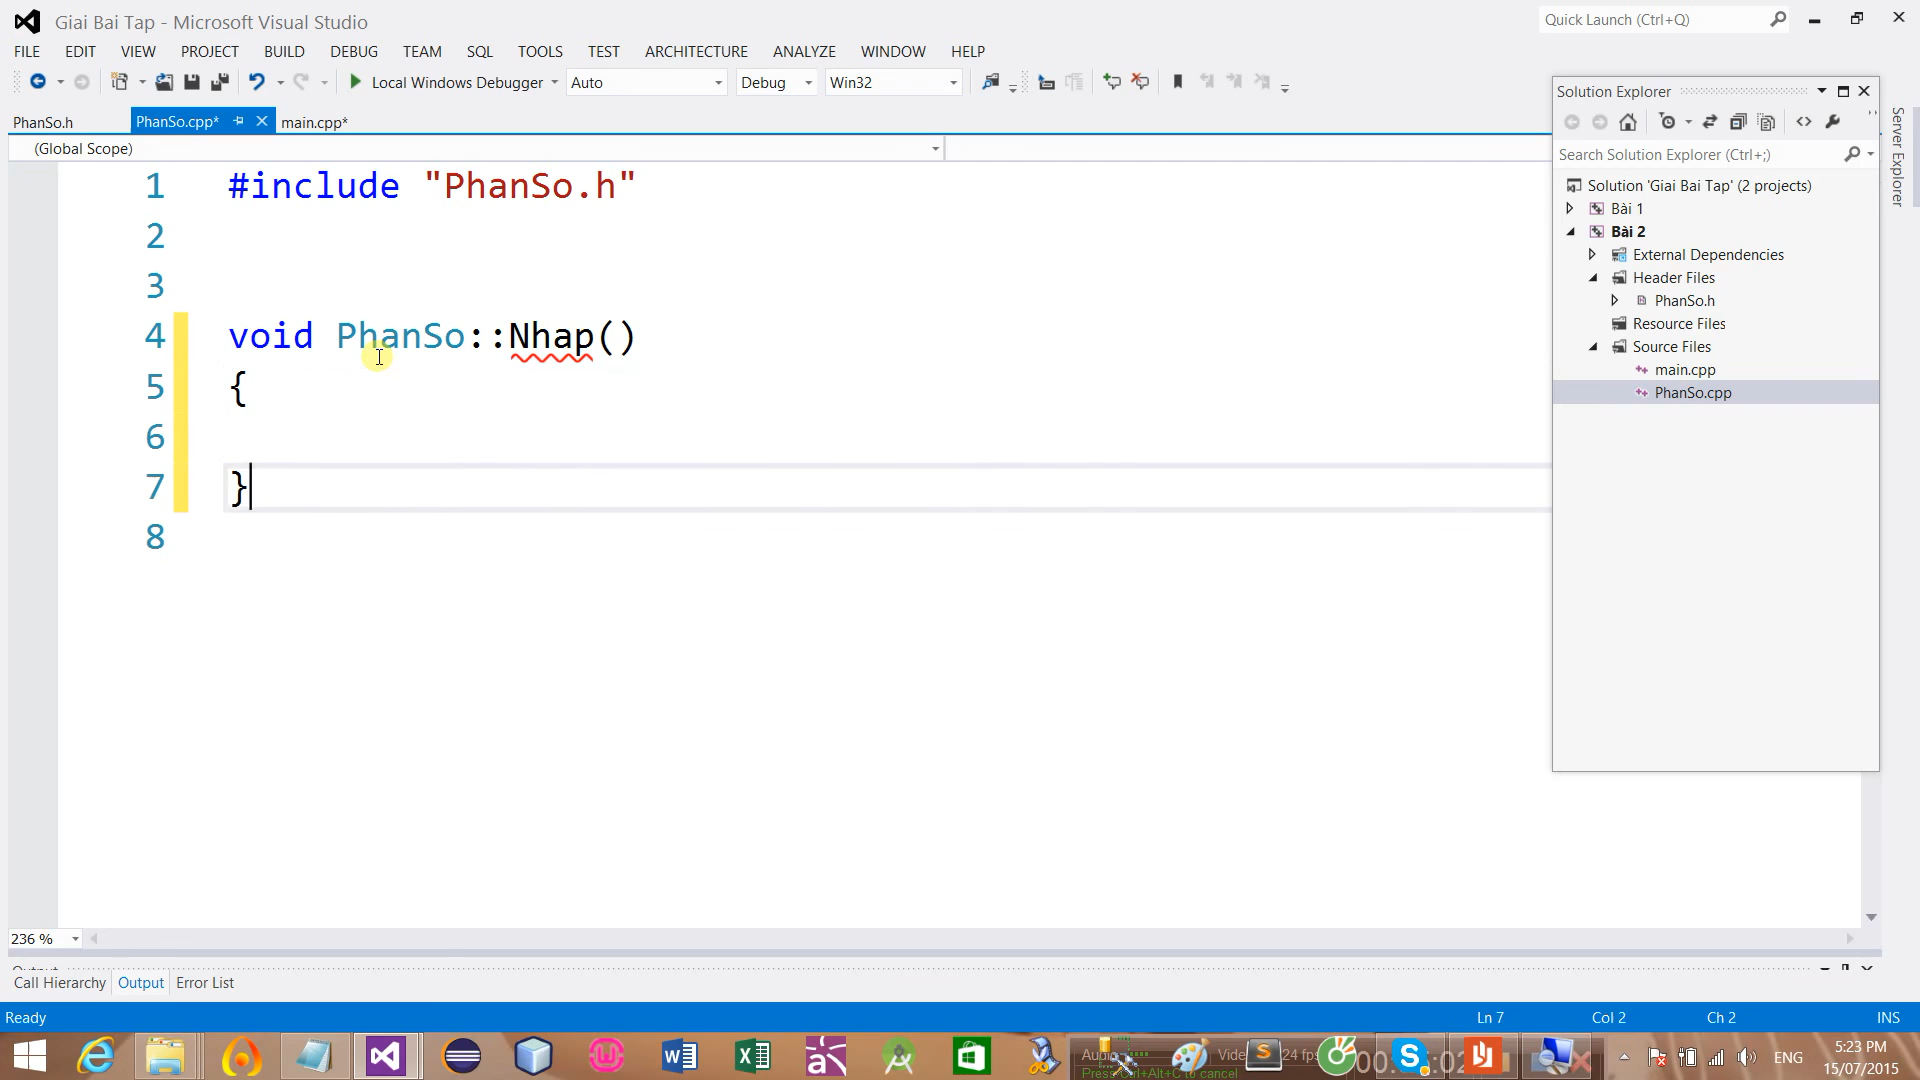 Giai Bai Tap - Microsoft Visual Studio
Quick Launch (Ctrl+Q)
FILE EDIT VIEW PROJECT BUILD DEBUG TEAM SQL TOOLS TEST ARCHITECTURE ANALYZE WINDOW HELP
Local Windows Debugger Auto Debug Win32
PhanSo.h PhanSo.cpp* main.cpp*
(Global Scope)
1 #include "PhanSo.h"
2
3
4 void PhanSo::Nhap()
5 {
6
7 }
8
Solution Explorer
Search Solution Explorer (Ctrl+;)
Solution 'Giai Bai Tap' (2 projects)
Bài 1
Bài 2
External Dependencies
Header Files
PhanSo.h
Resource Files
Source Files
main.cpp
PhanSo.cpp
Server Explorer
236 %
Call Hierarchy Output Error List
Ready Ln 7 Col 2 Ch 2 INS
ENG
5:23 PM
15/07/2015